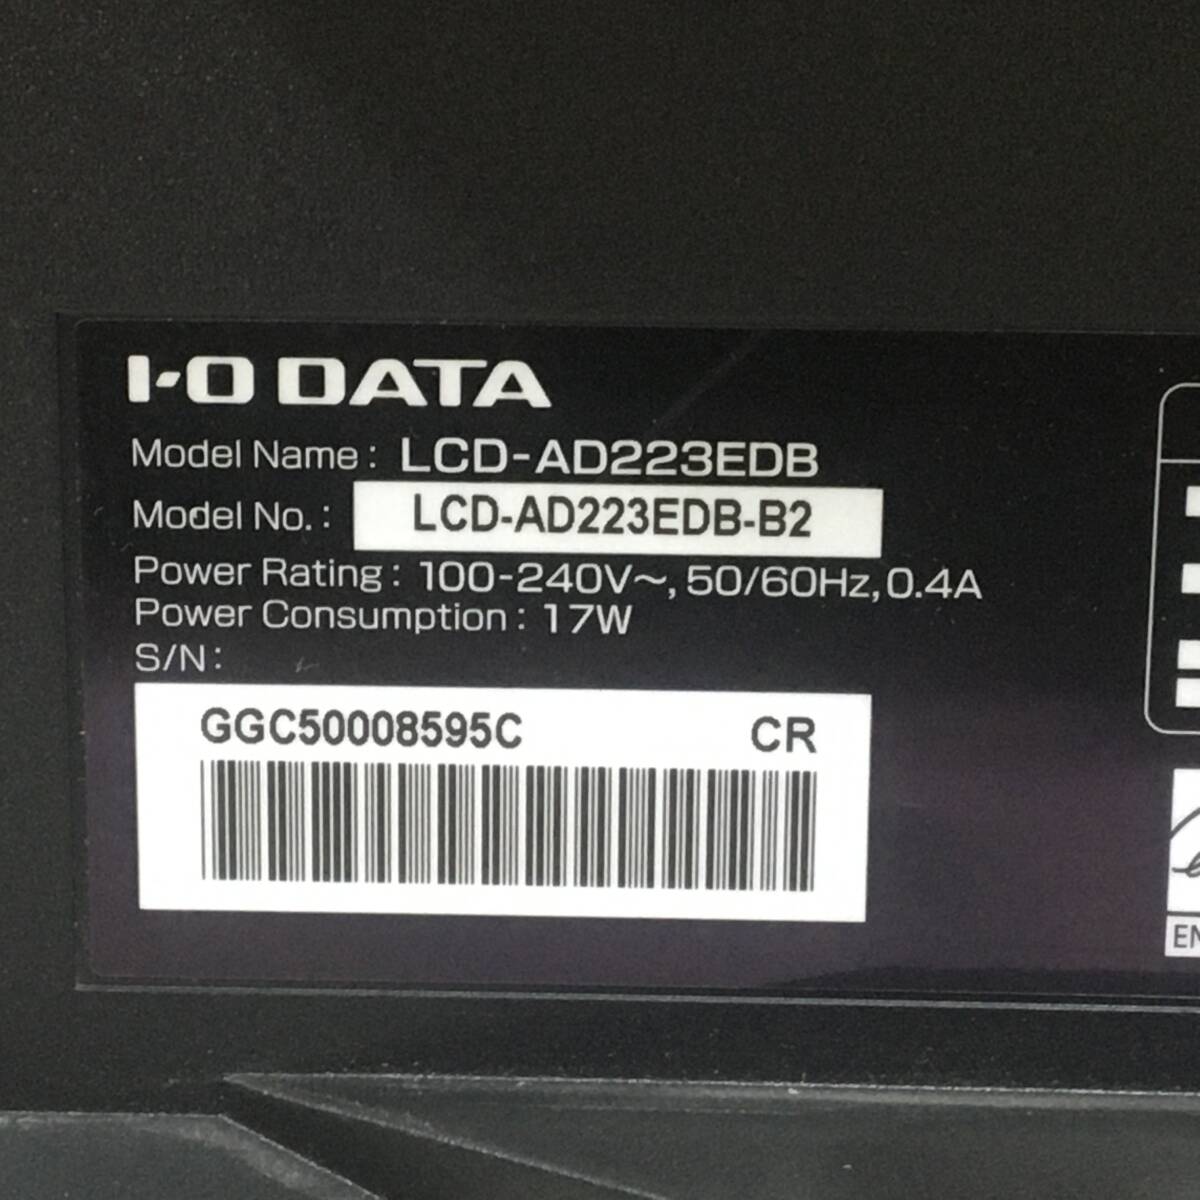 I-O DATA
Model Name: LCD-AD223EDB
Model No.: LCD-AD223EDB-B2
Power Rating: 100-240V~, 50/60Hz, 0.4A
Power Consumption: 17W
S/N:
GGC50008595C CR
EN